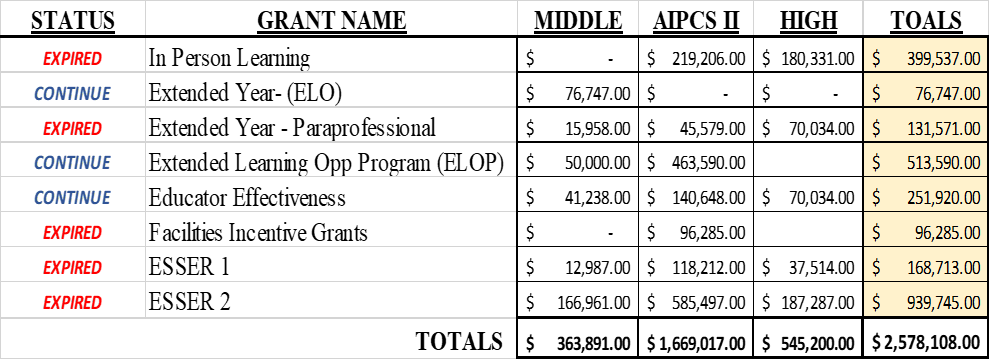 STATUS GRANT NAME MIDDLE AIPCS II HIGH TOALS
EXPIRED In Person Learning $ - $ 219,206.00 $ 180,331.00 $ 399,537.00
CONTINUE Extended Year- (ELO) $ 76,747.00 $ - $ - $ 76,747.00
EXPIRED Extended Year - Paraprofessional $ 15,958.00 $ 45,579.00 $ 70,034.00 $ 131,571.00
CONTINUE Extended Learning Opp Program (ELOP) $ 50,000.00 $ 463,590.00 $ 513,590.00
CONTINUE Educator Effectiveness $ 41,238.00 $ 140,648.00 $ 70,034.00 $ 251,920.00
EXPIRED Facilities Incentive Grants $ - $ 96,285.00 $ 96,285.00
EXPIRED ESSER 1 $ 12,987.00 $ 118,212.00 $ 37,514.00 $ 168,713.00
EXPIRED ESSER 2 $ 166,961.00 $ 585,497.00 $ 187,287.00 $ 939,745.00
TOTALS $ 363,891.00 $ 1,669,017.00 $ 545,200.00 $ 2,578,108.00